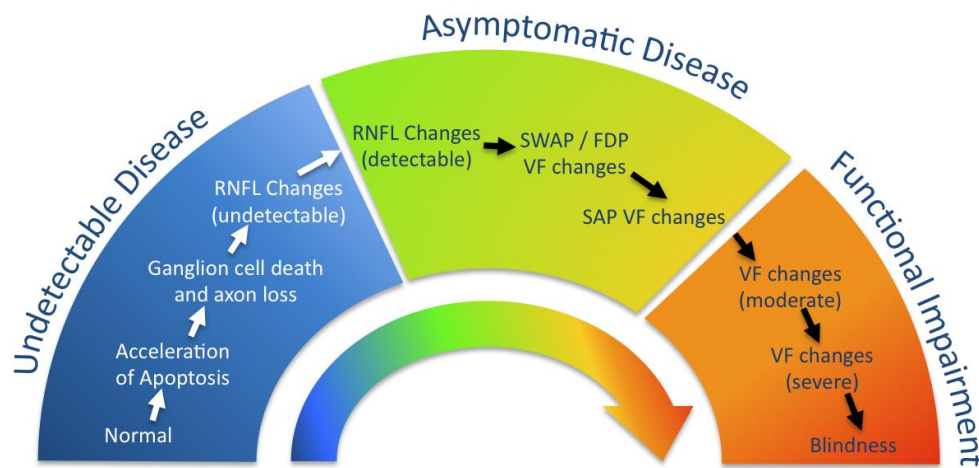 Undetectable Disease
Normal
Acceleration
of Apoptosis
Ganglion cell death
and axon loss
RNFL Changes
(undetectable)
Asymptomatic Disease
RNFL Changes
(detectable)
SWAP / FDP
VF changes
SAP VF changes
Functional Impairment
VF changes
(moderate)
VF changes
(severe)
Blindness